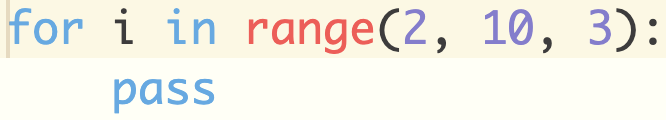 for i in range(2, 10, 3):
    pass